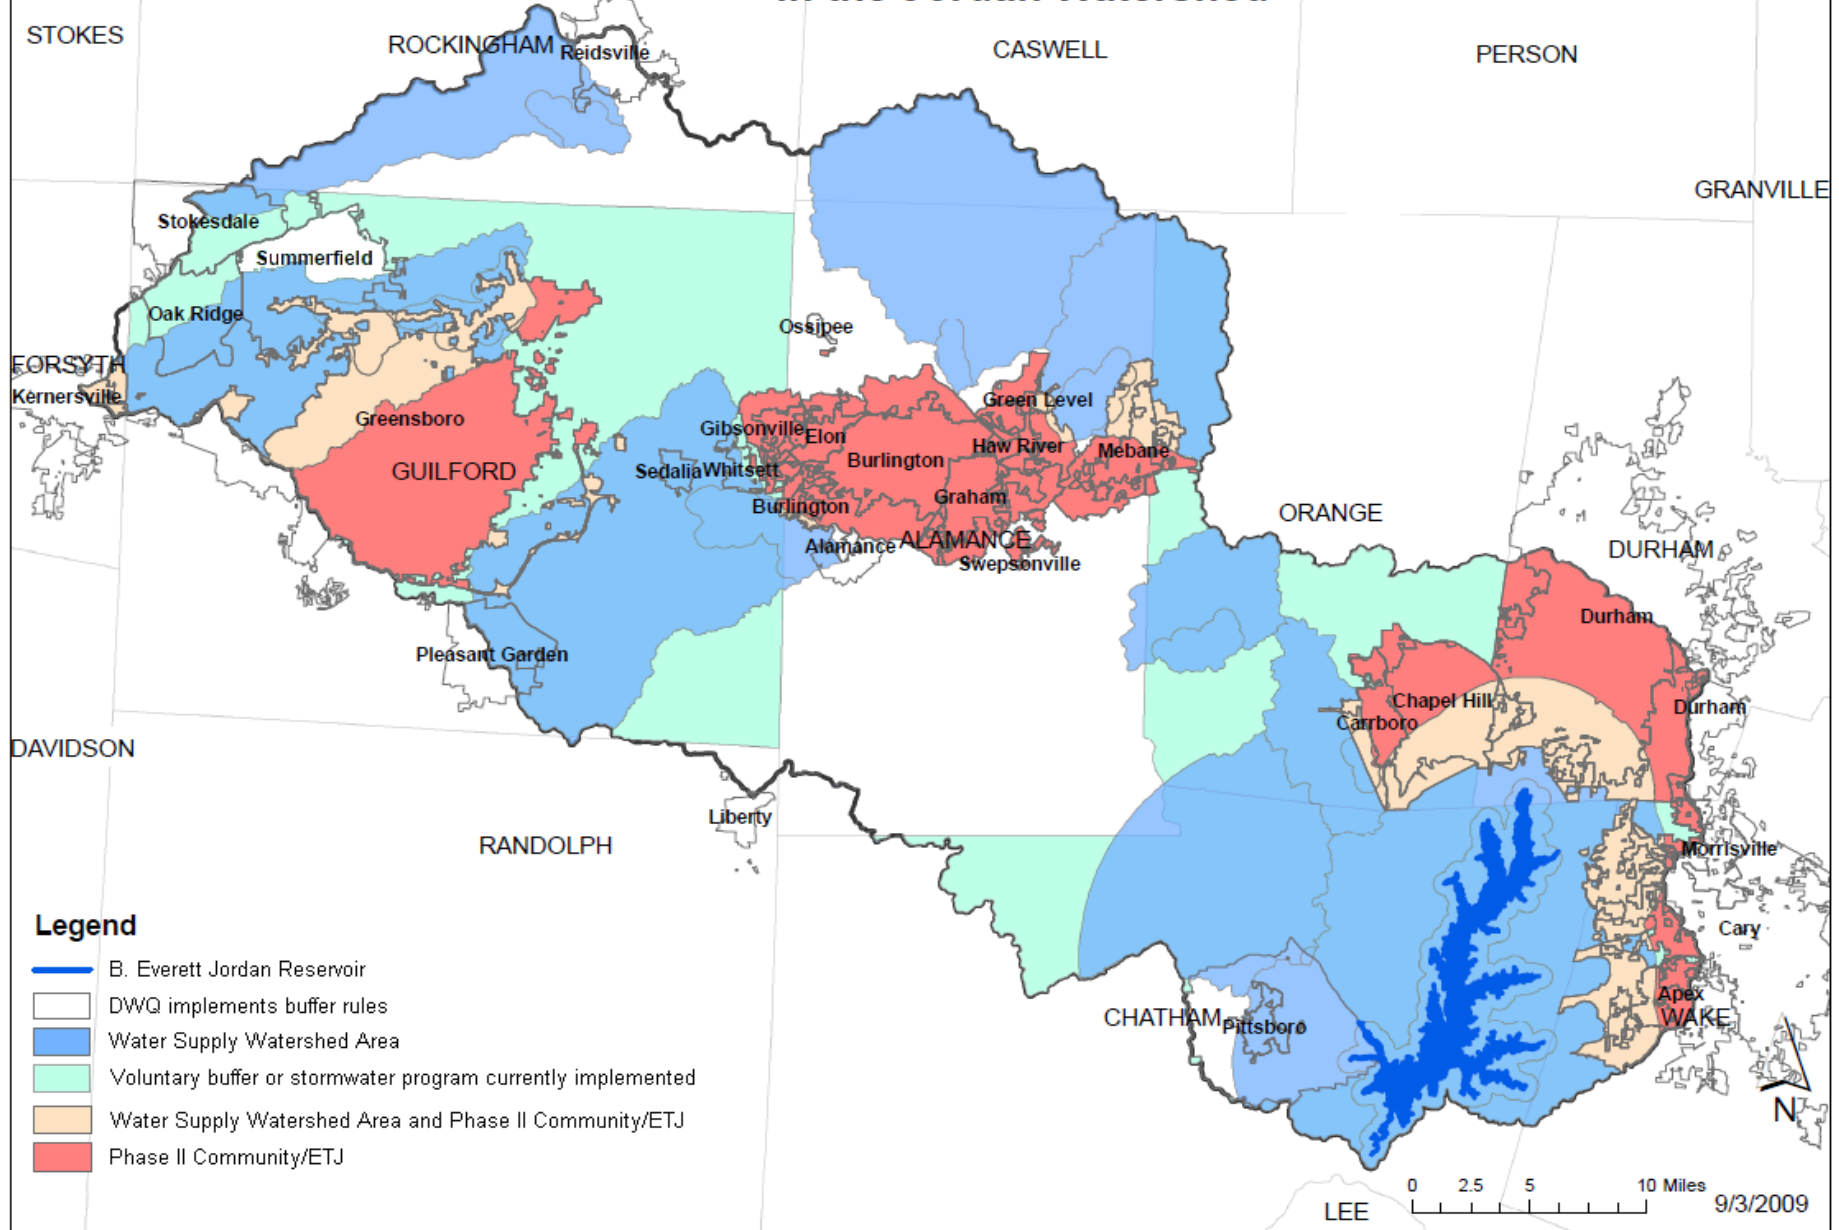 in the Jordan Watershed
STOKES
ROCKINGHAM
Reidsville
CASWELL
PERSON
GRANVILLE
Stokesdale
Summerfield
Oak Ridge
Ossipee
FORSYTH
Kernersville
Greensboro
Green Level
Gibsonville
Elon
Haw River
Mebane
Burlington
GUILFORD
Sedalia
Whitsett
Graham
Burlington
ORANGE
Alamance
ALAMANCE
Swepsonville
DURHAM
Durham
Pleasant Garden
Chapel Hill
Durham
Carrboro
DAVIDSON
Liberty
RANDOLPH
Morrisville
Cary
Apex
CHATHAM
Pittsboro
WAKE
Legend
B. Everett Jordan Reservoir
DWQ implements buffer rules
Water Supply Watershed Area
Voluntary buffer or stormwater program currently implemented
Water Supply Watershed Area and Phase II Community/ETJ
Phase II Community/ETJ
N
0 2.5 5 10 Miles
9/3/2009
LEE